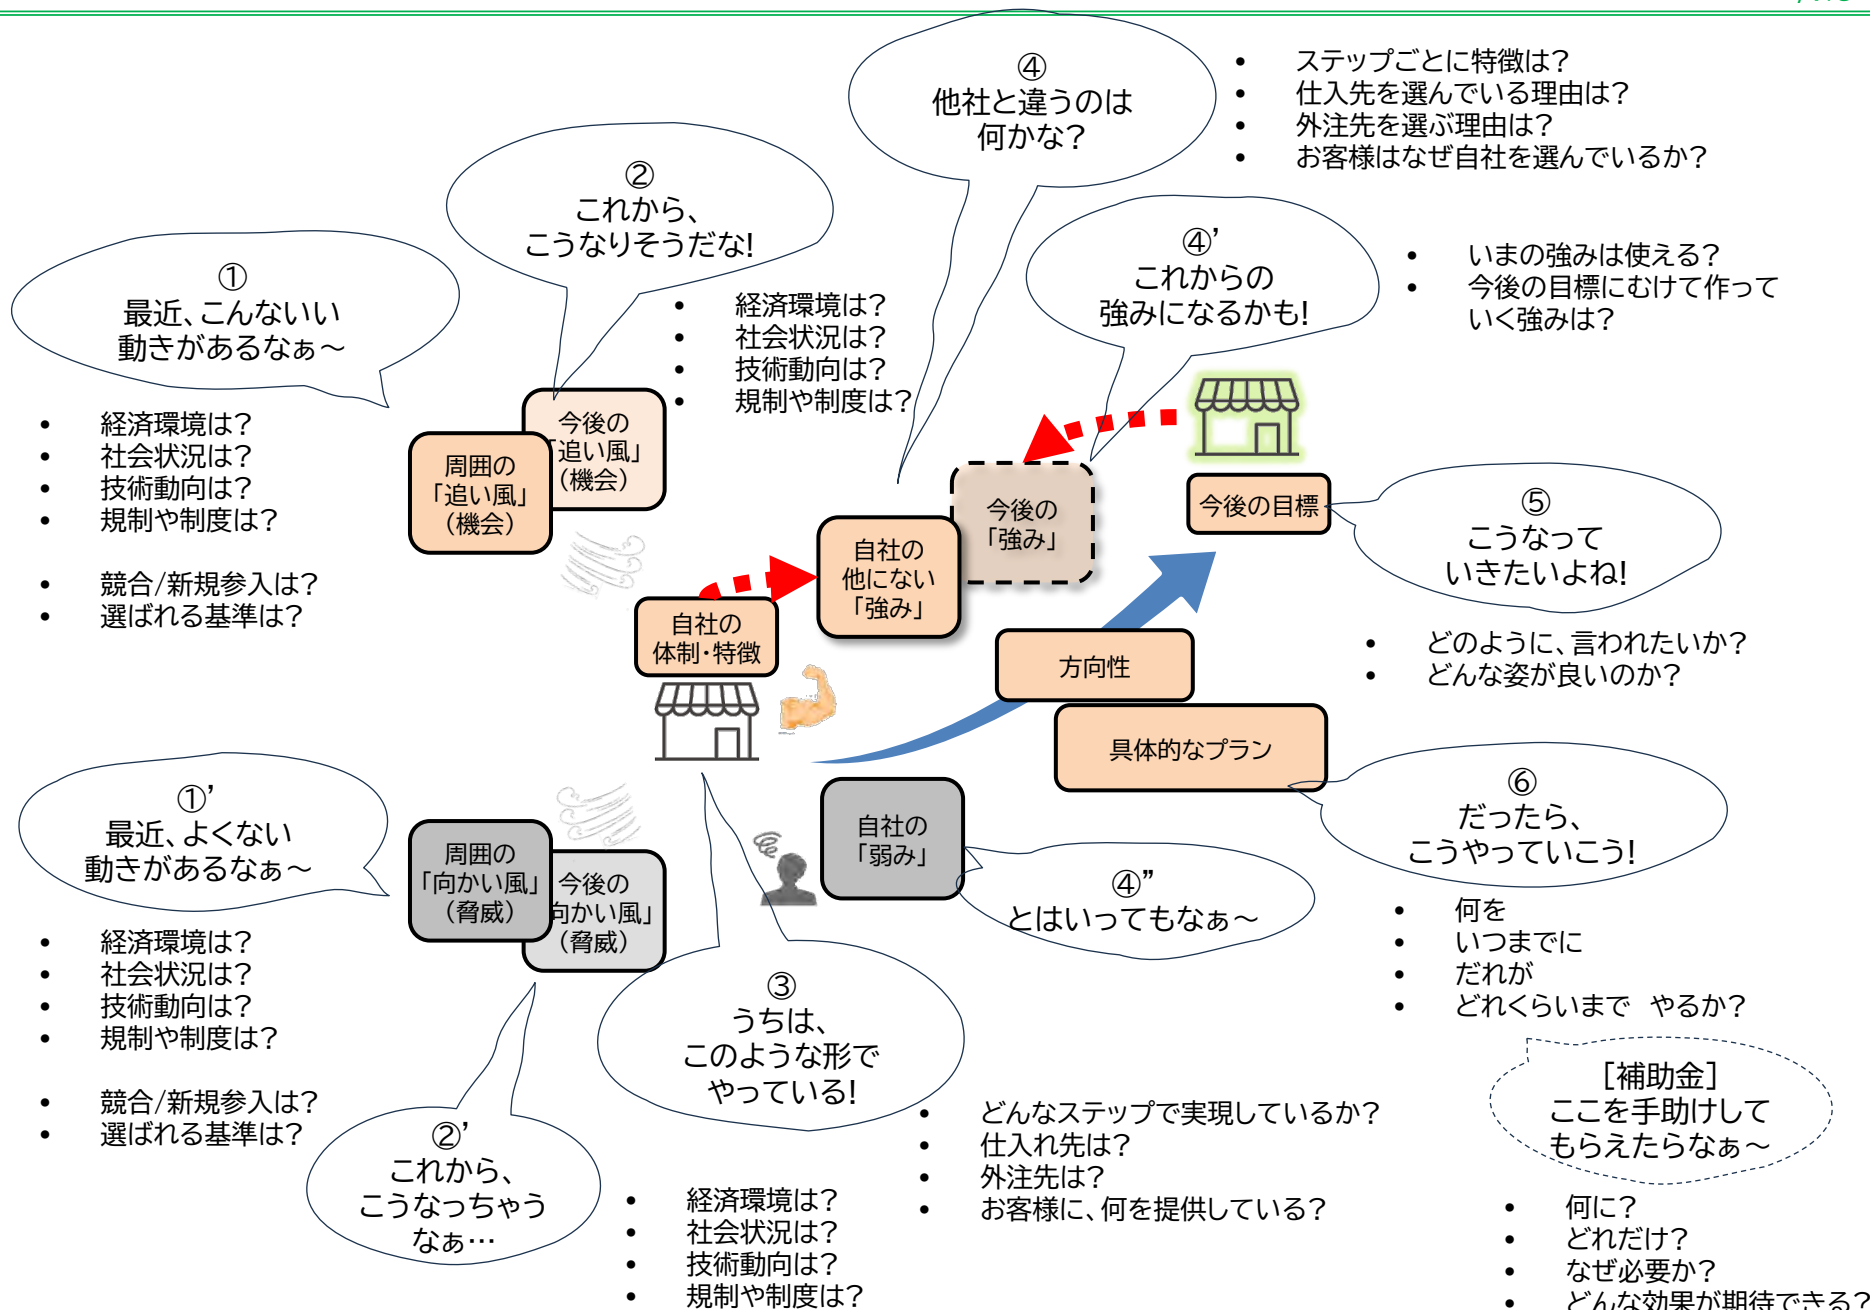 ④
他社と違うのは
何かな？
• ステップごとに特徴は？
• 仕入先を選んでいる理由は？
• 外注先を選ぶ理由は？
• お客様はなぜ自社を選んでいるか？
②
これから、
こうなりそうだな！
• 経済環境は？
• 社会状況は？
• 技術動向は？
• 規制や制度は？
④’
これからの
強みになるかも！
• いまの強みは使える？
• 今後の目標にむけて作って
いく強みは？
①
最近、こんないい
動きがあるなぁ～
• 経済環境は？
• 社会状況は？
• 技術動向は？
• 規制や制度は？
• 競合/新規参入は？
• 選ばれる基準は？
周囲の
「追い風」
（機会）
今後の
「追い風」
（機会）
自社の
体制・特徴
自社の
他にない
「強み」
今後の
「強み」
今後の目標
⑤
こうなって
いきたいよね！
• どのように、言われたいか？
• どんな姿が良いのか？
方向性
具体的なプラン
⑥
だったら、
こうやっていこう！
• 何を
• いつまでに
• だれが
• どれくらいまで　やるか？
①’
最近、よくない
動きがあるなぁ～
• 経済環境は？
• 社会状況は？
• 技術動向は？
• 規制や制度は？
• 競合/新規参入は？
• 選ばれる基準は？
周囲の
「向かい風」
（脅威）
今後の
向かい風」
（脅威）
自社の
「弱み」
④”
とはいってもなぁ～
③
うちは、
このような形で
やっている！
• どんなステップで実現しているか？
• 仕入れ先は？
• 外注先は？
• お客様に、何を提供している？
②’
これから、
こうなっちゃう
なぁ…
• 経済環境は？
• 社会状況は？
• 技術動向は？
• 規制や制度は？
［補助金］
ここを手助けして
もらえたらなぁ～
• 何に？
• どれだけ？
• なぜ必要か？
• どんな効果が期待できる？